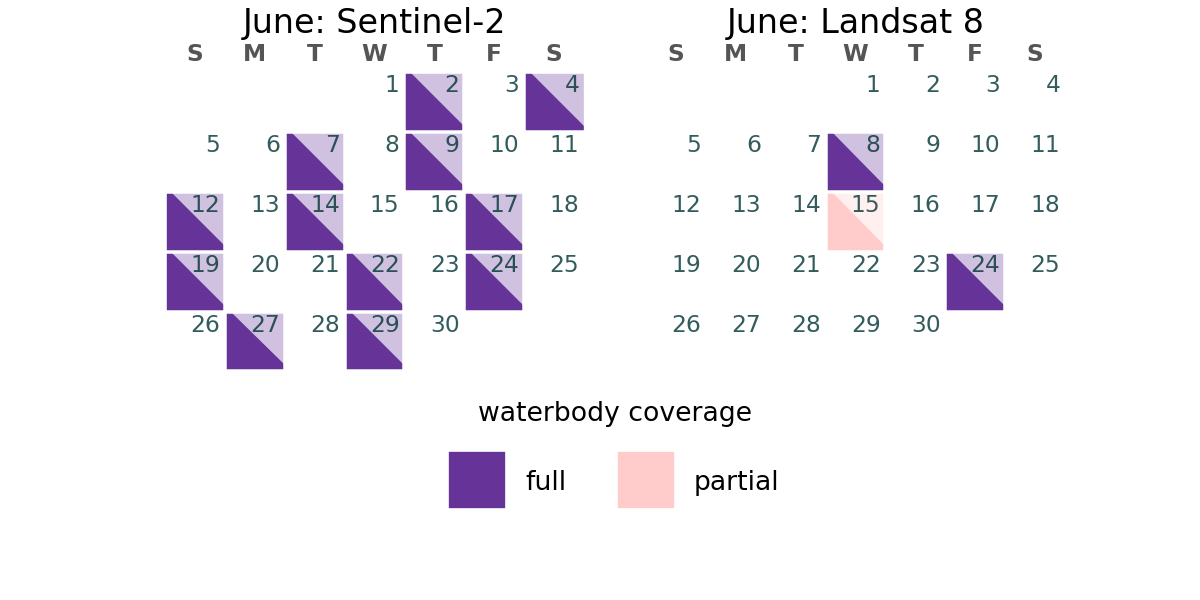 June: Sentinel-2
S M T W T F S
1 2 3 4
5 6 7 8 9 10 11
12 13 14 15 16 17 18
19 20 21 22 23 24 25
26 27 28 29 30
June: Landsat 8
S M T W T F S
1 2 3 4
5 6 7 8 9 10 11
12 13 14 15 16 17 18
19 20 21 22 23 24 25
26 27 28 29 30
waterbody coverage
full partial